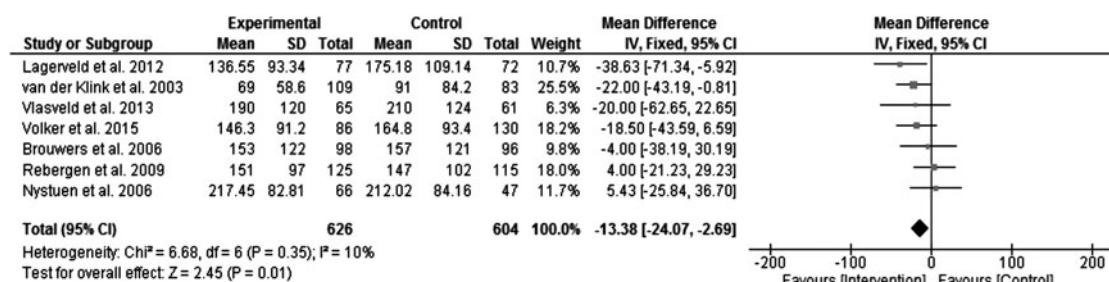 Experimental Control Mean Difference Mean Difference
Study or Subgroup Mean SD Total Mean SD Total Weight IV, Fixed, 95% CI IV, Fixed, 95% CI
Lagerveld et al. 2012 136.55 93.34 77 175.18 109.14 72 10.7% -38.63 [-71.34, -5.92]
van der Klink et al. 2003 69 58.6 109 91 84.2 83 25.5% -22.00 [-43.19, -0.81]
Vlasveld et al. 2013 190 120 65 210 124 61 6.3% -20.00 [-62.65, 22.65]
Volker et al. 2015 146.3 91.2 86 164.8 93.4 130 18.2% -18.50 [-43.59, 6.59]
Brouwers et al. 2006 153 122 98 157 121 96 9.8% -4.00 [-38.19, 30.19]
Rebergen et al. 2009 151 97 125 147 102 115 18.0% 4.00 [-21.23, 29.23]
Nystuen et al. 2006 217.45 82.81 66 212.02 84.16 47 11.7% 5.43 [-25.84, 36.70]
Total (95% CI) 626 604 100.0% -13.38 [-24.07, -2.69]
Heterogeneity: Chi² = 6.68, df = 6 (P = 0.35); I² = 10%
Test for overall effect: Z = 2.45 (P = 0.01)
-200 -100 0 100 200
Favours [Intervention] Favours [Control]